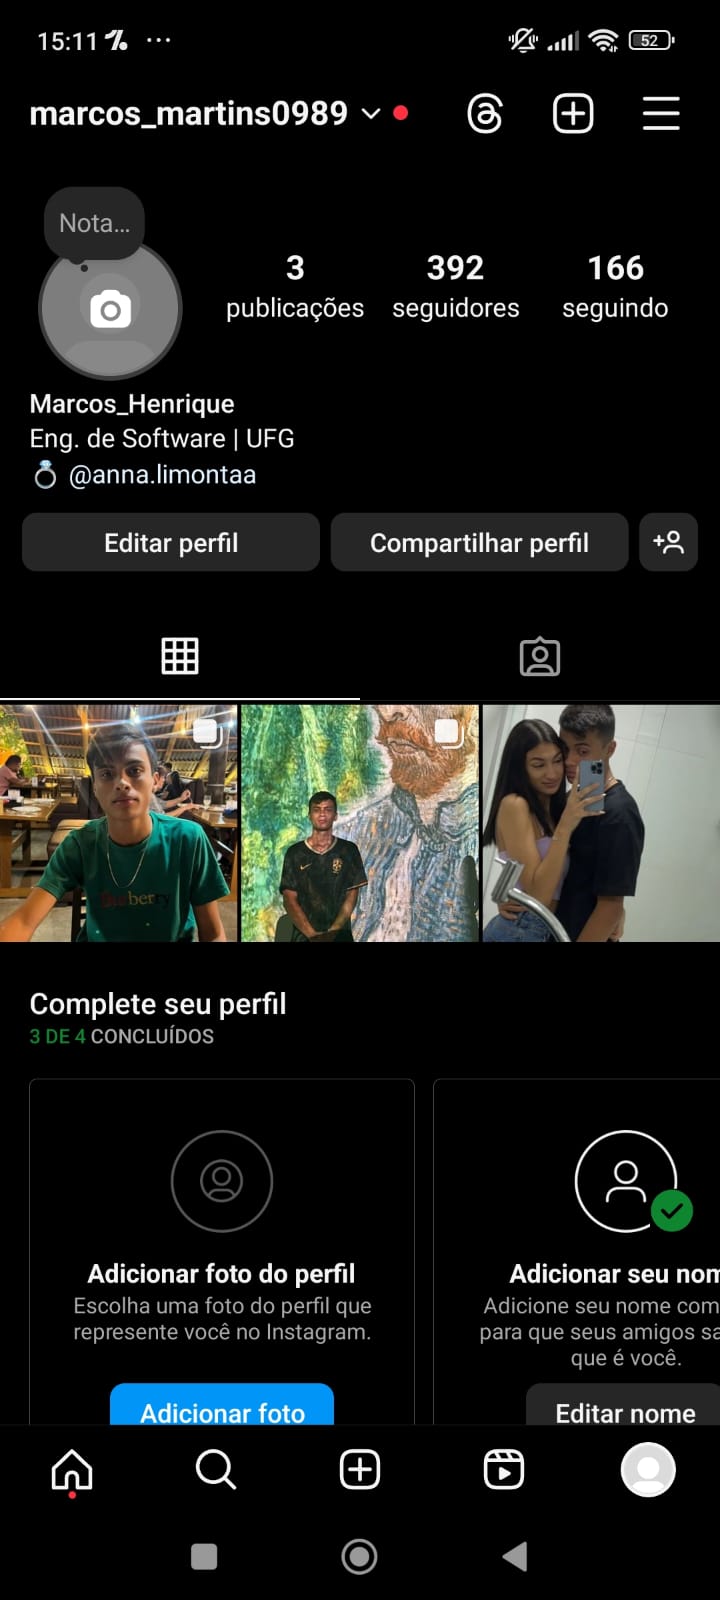 15:11
52
marcos_martins0989
Nota...
3
392
166
publicações
seguidores
seguindo
Marcos_Henrique
Eng. de Software | UFG
💍 @anna.limontaa
Editar perfil
Compartilhar perfil
Complete seu perfil
3 DE 4 CONCLUÍDOS
Adicionar foto do perfil
Escolha uma foto do perfil que
represente você no Instagram.
Adicionar foto
Adicionar seu nom
Adicione seu nome com
para que seus amigos sa
que é você.
Editar nome